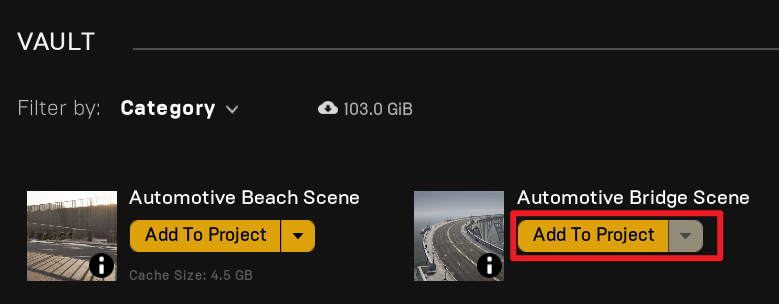 VAULT
Filter by: Category 103.0 GiB
Automotive Beach Scene
Add To Project
Cache Size: 4.5 GB
Automotive Bridge Scene
Add To Project